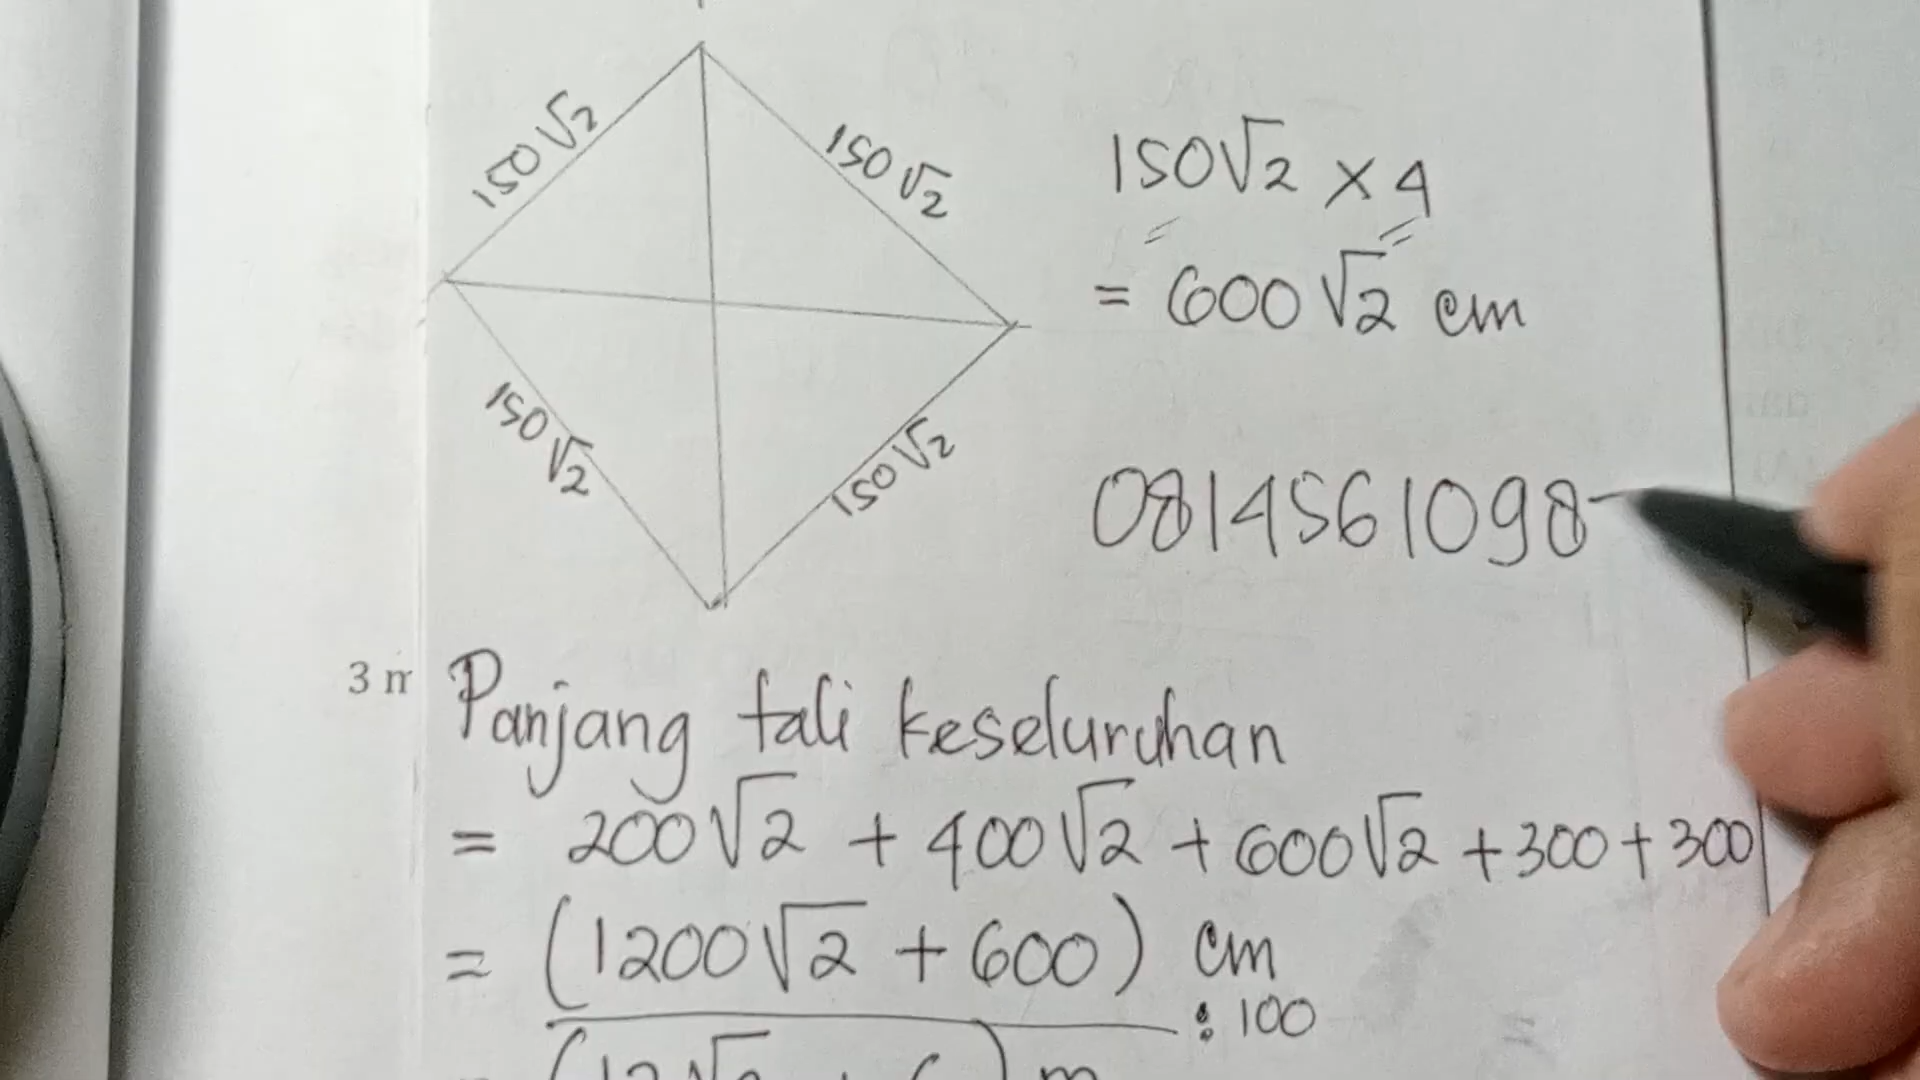 150√2
150√2
150√2 × 4
= 600√2 cm
150√2
150√2
0814561098
3 m
Panjang tali keseluruhan
= 200√2 + 400√2 + 600√2 + 300 + 300
= (1200√2 + 600) cm
: 100